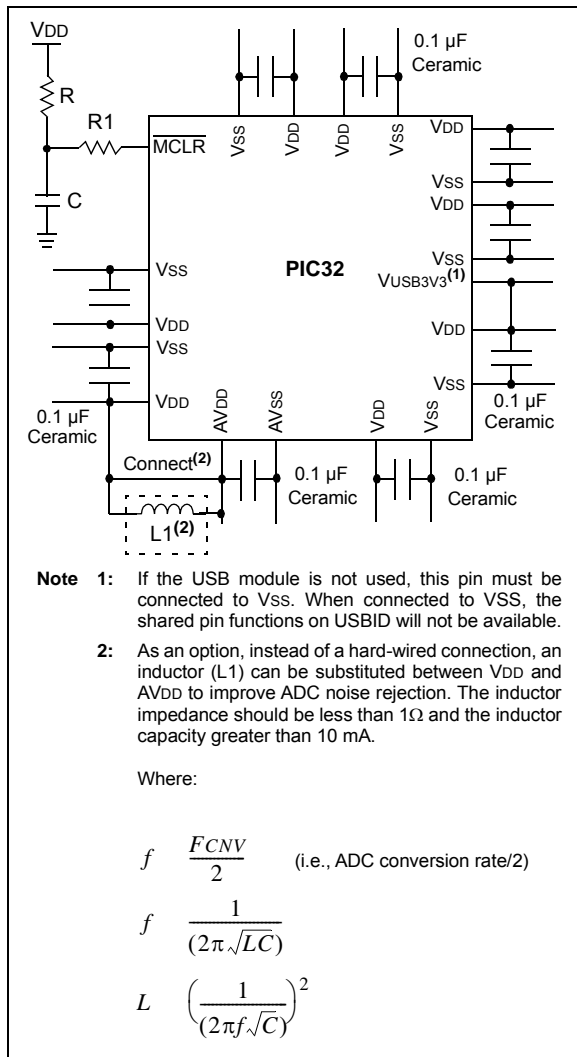 VDD
R
R1
C
0.1 µF
Ceramic
MCLR
VSS
VDD
VDD
VSS
VDD
VSS
VDD
VSS
VUSB3V3(1)
VDD
VSS
PIC32
VSS
VDD
VSS
VDD
0.1 µF
Ceramic
AVDD
AVSS
VDD
VSS
0.1 µF
Ceramic
Connect(2)
L1(2)
0.1 µF
Ceramic
0.1 µF
Ceramic
Note 1: If the USB module is not used, this pin must be
connected to VSS. When connected to VSS, the
shared pin functions on USBID will not be available.
2: As an option, instead of a hard-wired connection, an
inductor (L1) can be substituted between VDD and
AVDD to improve ADC noise rejection. The inductor
impedance should be less than 1Ω and the inductor
capacity greater than 10 mA.
Where:
f FCNV/2 (i.e., ADC conversion rate/2)
f 1/(2π√LC)
L (1/(2πf√C))²